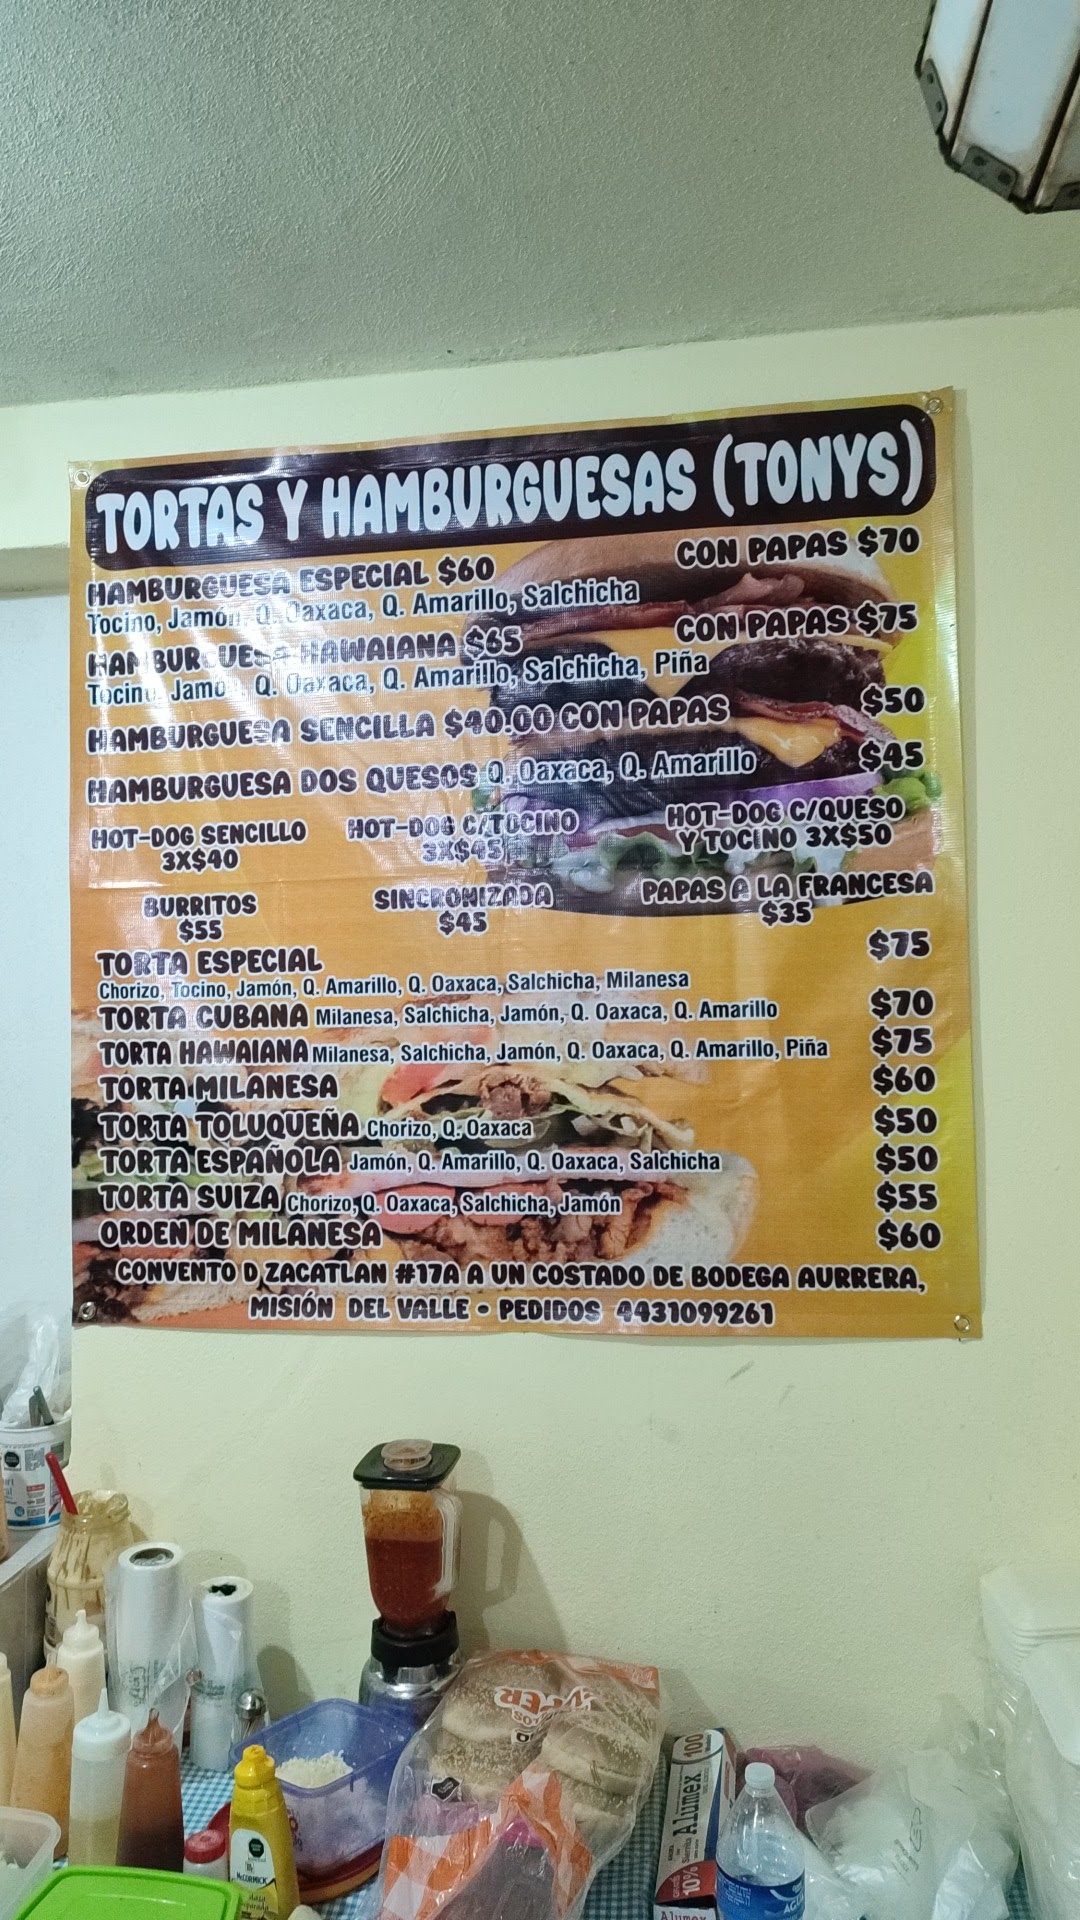 TORTAS Y HAMBURGUESAS (TONYS)
HAMBURGUESA ESPECIAL $60 CON PAPAS $70
Tocino, Jamón, Q. Oaxaca, Q. Amarillo, Salchicha
HAMBURGUESA HAWAIANA $65 CON PAPAS $75
Tocino, Jamón, Q. Oaxaca, Q. Amarillo, Salchicha, Piña
HAMBURGUESA SENCILLA $40.00 CON PAPAS $50
HAMBURGUESA DOS QUESOS Q. Oaxaca, Q. Amarillo $45
HOT-DOG SENCILLO
3X$40
HOT-DOG C/TOCINO
3X$45
HOT-DOG C/QUESO
Y TOCINO 3X$50
BURRITOS
$55
SINCRONIZADA
$45
PAPAS A LA FRANCESA
$35
TORTA ESPECIAL $75
Chorizo, Tocino, Jamón, Q. Amarillo, Q. Oaxaca, Salchicha, Milanesa
TORTA CUBANA Milanesa, Salchicha, Jamón, Q. Oaxaca, Q. Amarillo $70
TORTA HAWAIANA Milanesa, Salchicha, Jamón, Q. Oaxaca, Q. Amarillo, Piña $75
TORTA MILANESA $60
TORTA TOLUQUEÑA Chorizo, Q. Oaxaca $50
TORTA ESPAÑOLA Jamón, Q. Amarillo, Q. Oaxaca, Salchicha $50
TORTA SUIZA Chorizo, Q. Oaxaca, Salchicha, Jamón $55
ORDEN DE MILANESA $60
CONVENTO D ZACATLAN #17A A UN COSTADO DE BODEGA AURRERA,
MISIÓN DEL VALLE • PEDIDOS 4431099261
McCORMICK
Alumex 100
10%
Alumex